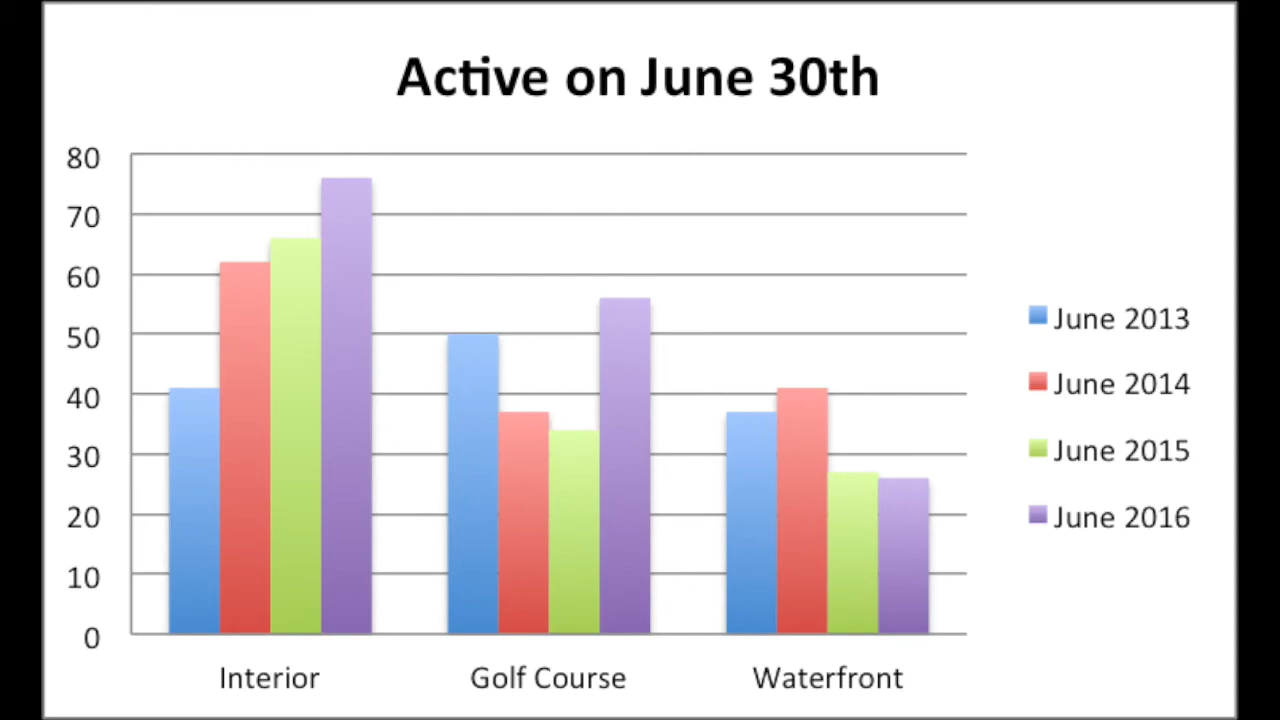 Active on June 30th
80
70
60
50
40
30
20
10
0
Interior
Golf Course
Waterfront
June 2013
June 2014
June 2015
June 2016